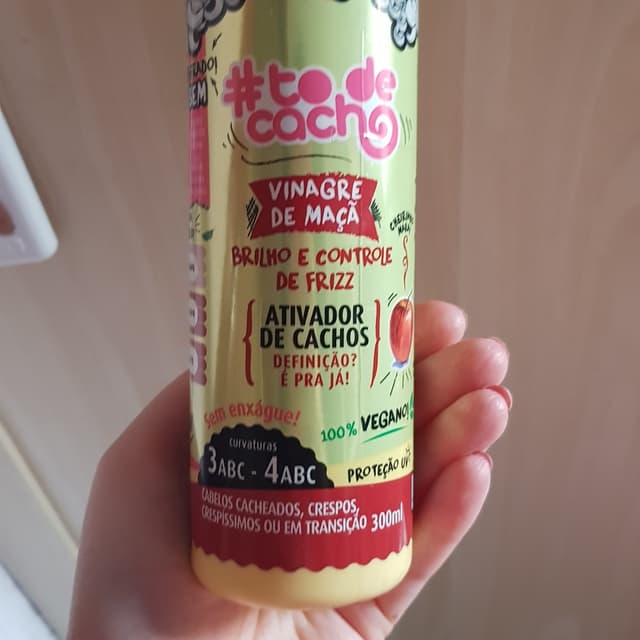 #to de
cacho
VINAGRE
DE MAÇÃ
BRILHO E CONTROLE
DE FRIZZ
ATIVADOR
DE CACHOS
DEFINIÇÃO?
É PRA JÁ!
Sem enxágue!
100% VEGANO!
curvaturas
3ABC - 4ABC
PROTEÇÃO UV
CABELOS CACHEADOS, CRESPOS,
CRESPÍSSIMOS OU EM TRANSIÇÃO 300ml